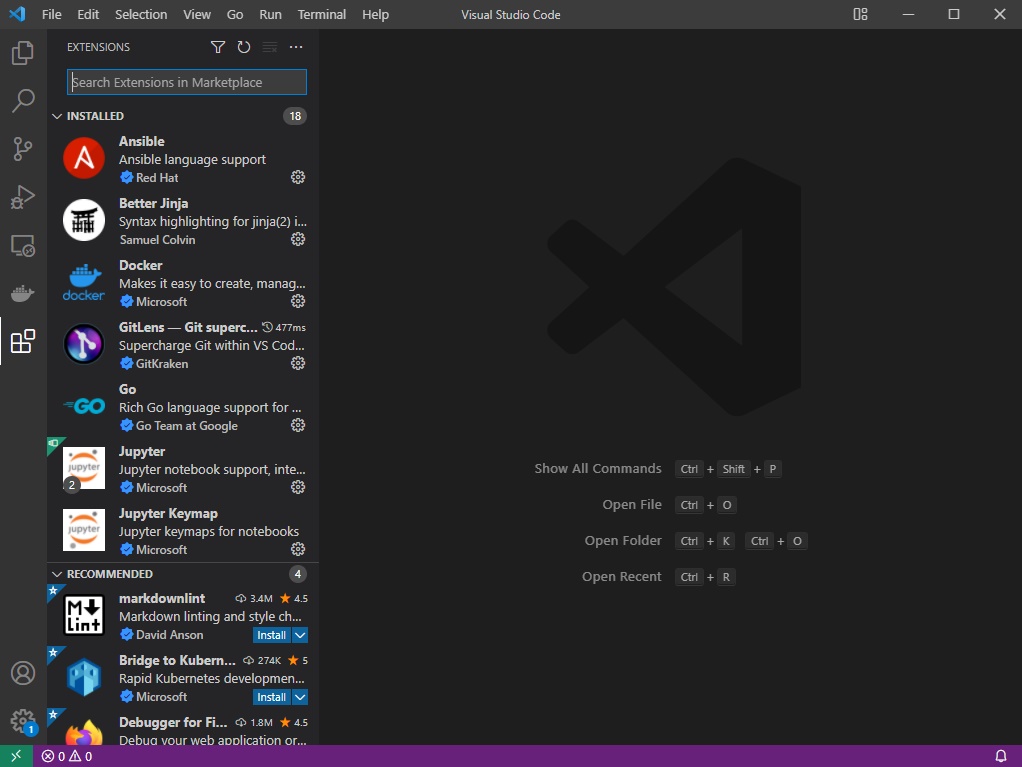 File Edit Selection View Go Run Terminal Help Visual Studio Code
EXTENSIONS
Search Extensions in Marketplace
INSTALLED 18
Ansible
Ansible language support
Red Hat
Better Jinja
Syntax highlighting for jinja(2) i...
Samuel Colvin
docker
Docker
Makes it easy to create, manag...
Microsoft
GitLens — Git superc... 477ms
Supercharge Git within VS Cod...
GitKraken
GO
Go
Rich Go language support for ...
Go Team at Google
jupyter
2
Jupyter
Jupyter notebook support, inte...
Microsoft
jupyter
Jupyter Keymap
Jupyter keymaps for notebooks
Microsoft
RECOMMENDED 4
M
Lint
markdownlint 3.4M 4.5
Markdown linting and style ch...
David Anson Install
Bridge to Kubern... 274K 5
Rapid Kubernetes developmen...
Microsoft Install
Debugger for Fi... 1.8M 4.5
Debug your web application or...
1
0 0
Show All Commands Ctrl + Shift + P
Open File Ctrl + O
Open Folder Ctrl + K Ctrl + O
Open Recent Ctrl + R